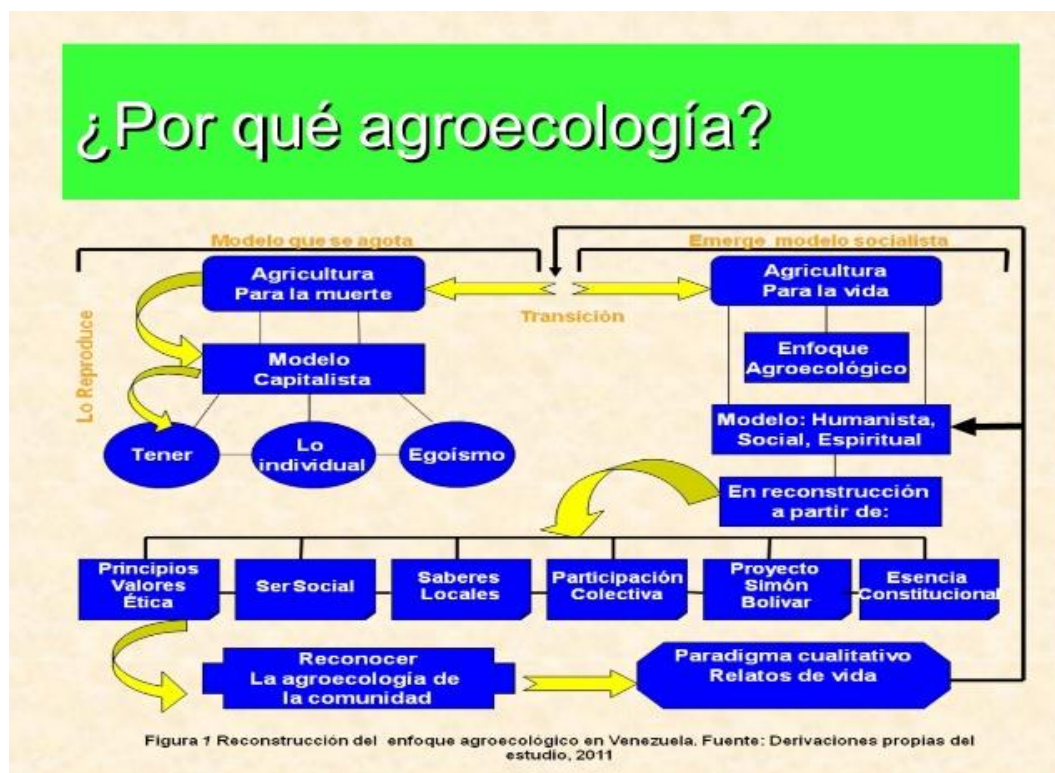 ¿Por qué agroecología?
Modelo que se agota
Emerge modelo socialista
Agricultura
Para la muerte
Agricultura
Para la vida
Transición
Lo Reproduce
Modelo
Capitalista
Enfoque
Agroecológico
Tener
Lo
individual
Egoísmo
Modelo: Humanista,
Social, Espiritual
En reconstrucción
a partir de:
Principios
Valores
Ética
Ser Social
Saberes
Locales
Participación
Colectiva
Proyecto
Simón
Bolivar
Esencia
Constitucional
Reconocer
La agroecología de
la comunidad
Paradigma cualitativo
Relatos de vida
Figura 1 Reconstrucción del enfoque agroecológico en Venezuela. Fuente: Derivaciones propias del
estudio, 2011